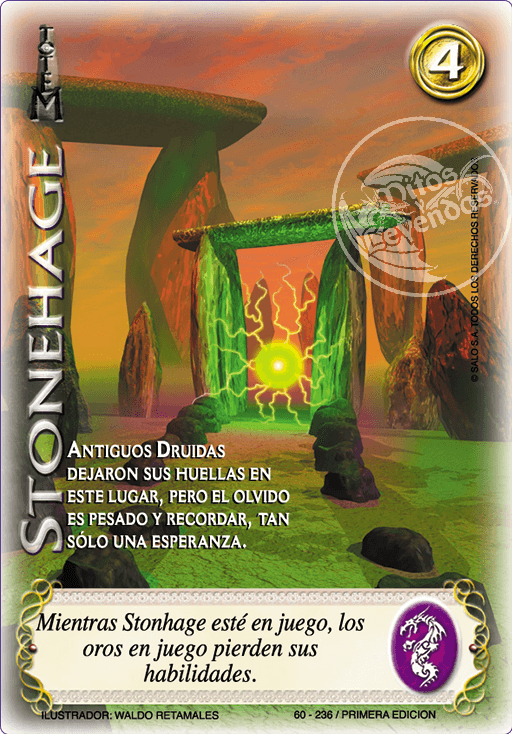 TOTEM
4
STONEHAGE
Mitos
y
Leyendas
© SALO S.A. TODOS LOS DERECHOS RESERVADOS
ANTIGUOS DRUIDAS
DEJARON SUS HUELLAS EN
ESTE LUGAR, PERO EL OLVIDO
ES PESADO Y RECORDAR, TAN
SÓLO UNA ESPERANZA.
Mientras Stonhage esté en juego, los
oros en juego pierden sus
habilidades.
ILUSTRADOR: WALDO RETAMALES
60 - 236 / PRIMERA EDICION